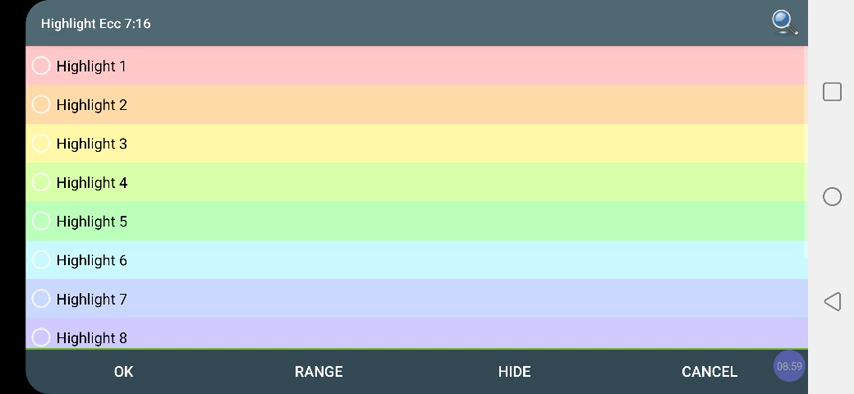 Highlight Ecc 7:16
Highlight 1
Highlight 2
Highlight 3
Highlight 4
Highlight 5
Highlight 6
Highlight 7
Highlight 8
OK RANGE HIDE CANCEL
08:59